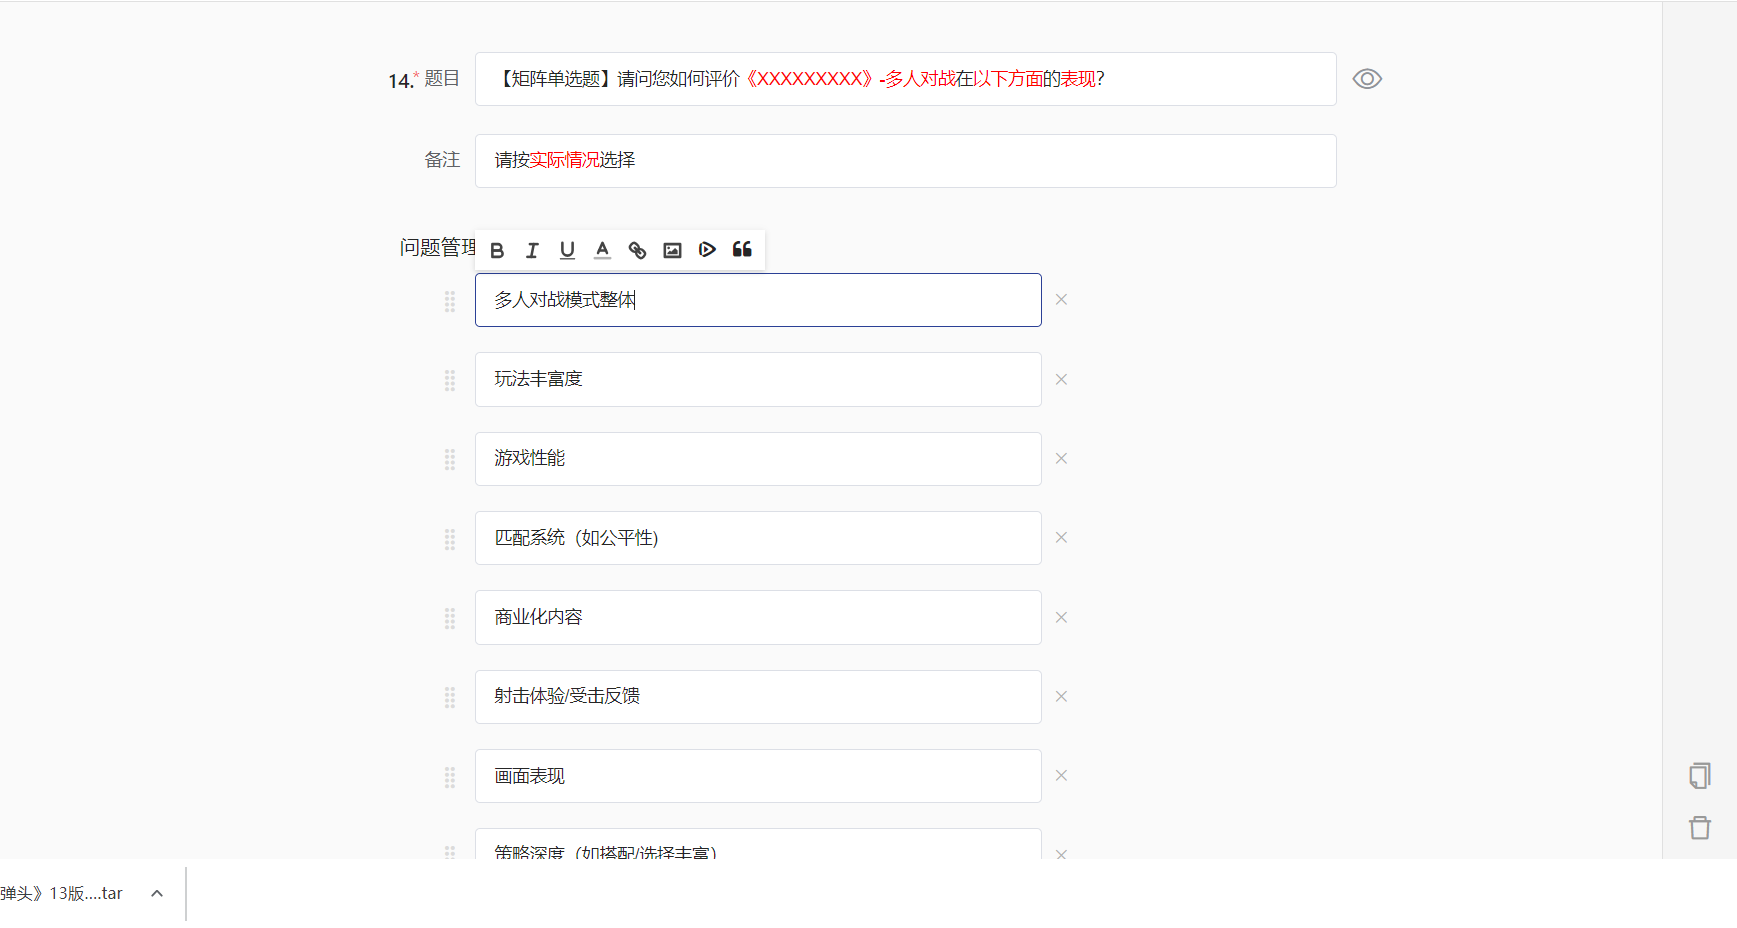 14.* 题目 【矩阵单选题】请问您如何评价《XXXXXXXXX》-多人对战在以下方面的表现?
备注 请按实际情况选择
问题管理
B I U A
多人对战模式整体
玩法丰富度
游戏性能
匹配系统（如公平性)
商业化内容
射击体验/受击反馈
画面表现
策略深度（如搭配/选择丰富）
弹头》13版....tar